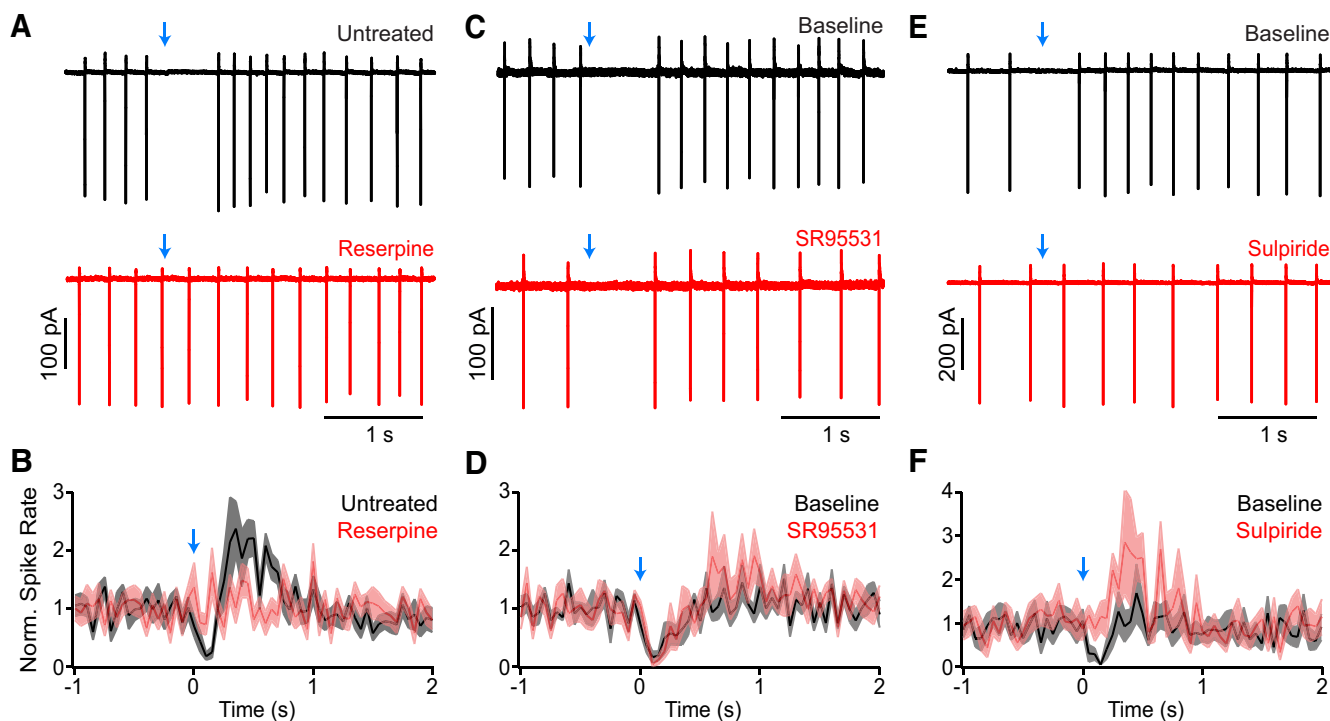 A
Untreated
Reserpine
100 pA
1 s
C
Baseline
SR95531
100 pA
1 s
E
Baseline
Sulpiride
200 pA
1 s
B
Norm. Spike Rate
3
2
1
0
Untreated
Reserpine
-1 0 1 2
Time (s)
D
3
2
1
0
Baseline
SR95531
-1 0 1 2
Time (s)
F
4
3
2
1
0
Baseline
Sulpiride
-1 0 1 2
Time (s)